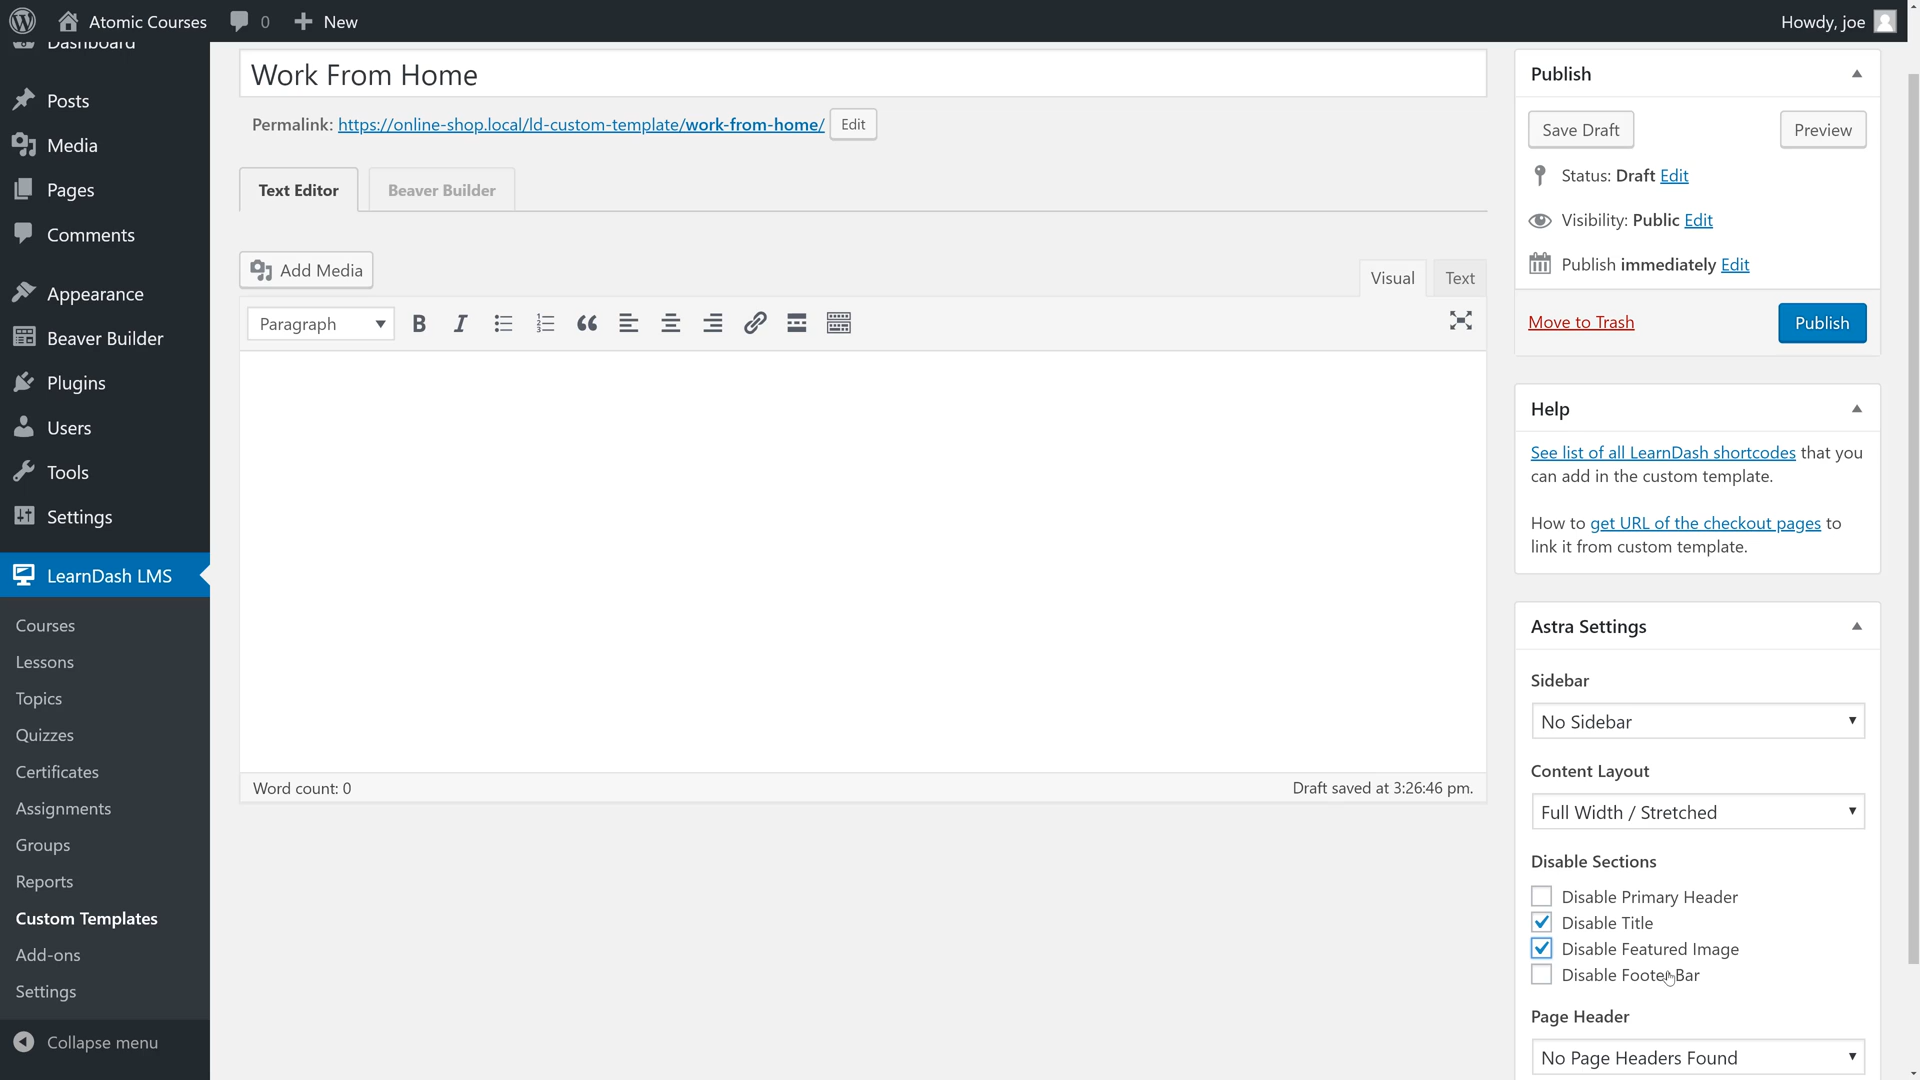 Atomic Courses 0 New Howdy, joe
Dashboard
Posts
Media
Pages
Comments
Appearance
Beaver Builder
Plugins
Users
Tools
Settings
LearnDash LMS
Courses
Lessons
Topics
Quizzes
Certificates
Assignments
Groups
Reports
Custom Templates
Add-ons
Settings
Collapse menu
Work From Home
Permalink: https://online-shop.local/ld-custom-template/work-from-home/ Edit
Text Editor Beaver Builder
Add Media
Visual Text
Paragraph
Word count: 0 Draft saved at 3:26:46 pm.
Publish
Save Draft Preview
Status: Draft Edit
Visibility: Public Edit
Publish immediately Edit
Move to Trash Publish
Help
See list of all LearnDash shortcodes that you
can add in the custom template.
How to get URL of the checkout pages to
link it from custom template.
Astra Settings
Sidebar
No Sidebar
Content Layout
Full Width / Stretched
Disable Sections
Disable Primary Header
Disable Title
Disable Featured Image
Disable Footer Bar
Page Header
No Page Headers Found